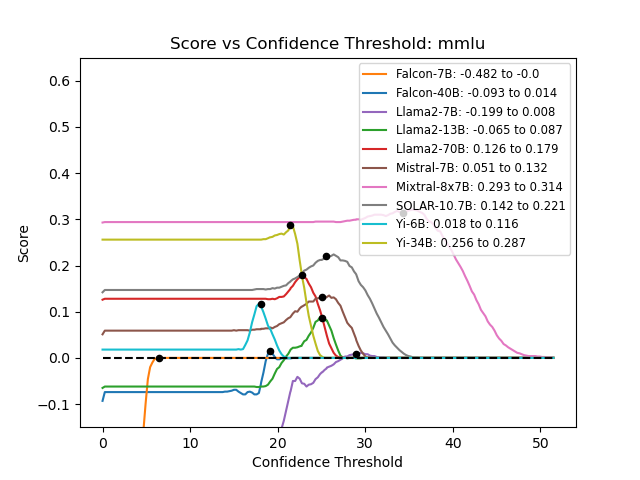 Score vs Confidence Threshold: mmlu
Falcon-7B: -0.482 to -0.0
Falcon-40B: -0.093 to 0.014
Llama2-7B: -0.199 to 0.008
Llama2-13B: -0.065 to 0.087
Llama2-70B: 0.126 to 0.179
Mistral-7B: 0.051 to 0.132
Mixtral-8x7B: 0.293 to 0.314
SOLAR-10.7B: 0.142 to 0.221
Yi-6B: 0.018 to 0.116
Yi-34B: 0.256 to 0.287
Score
0.6
0.5
0.4
0.3
0.2
0.1
0.0
−0.1
0 10 20 30 40 50
Confidence Threshold